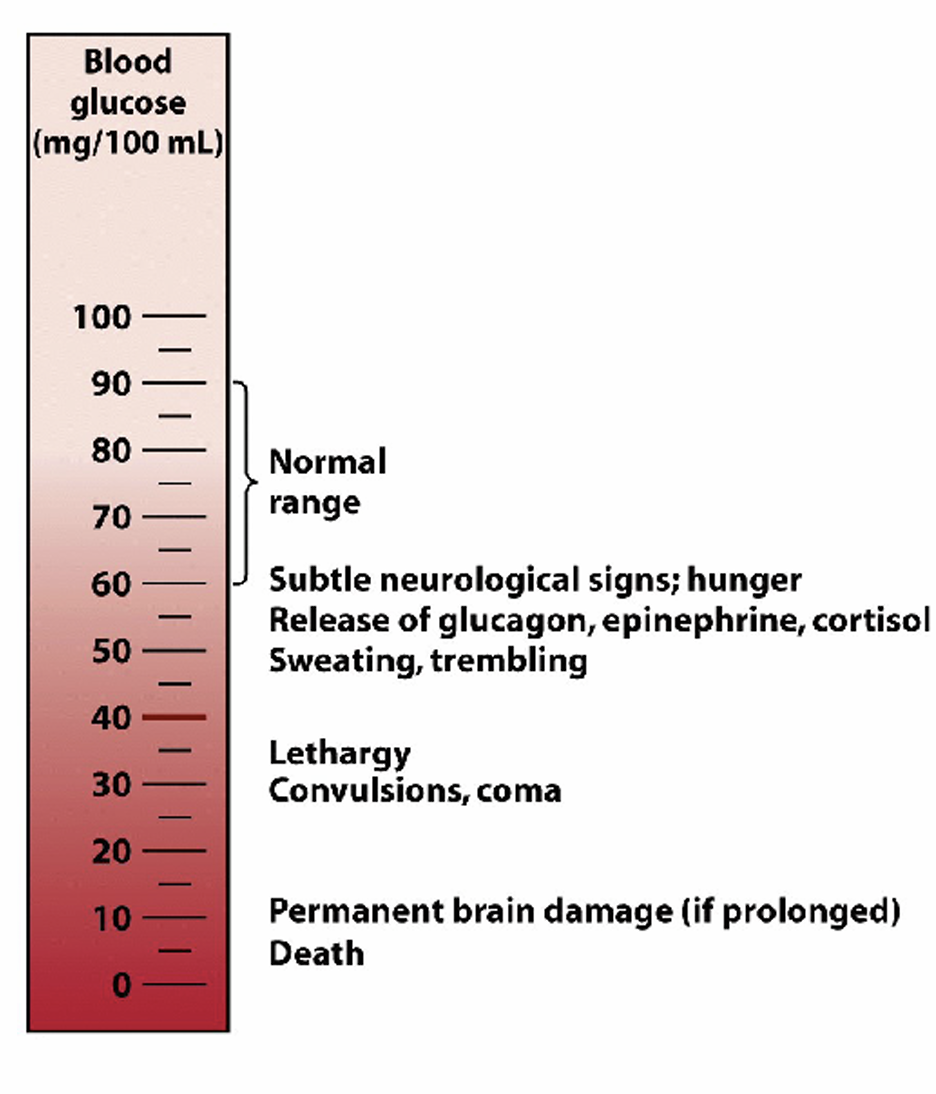 Blood
glucose
(mg/100 mL)
100
90
80
Normal
range
70
60
Subtle neurological signs; hunger
Release of glucagon, epinephrine, cortisol
50
Sweating, trembling
40
Lethargy
30
Convulsions, coma
20
10
Permanent brain damage (if prolonged)
Death
0